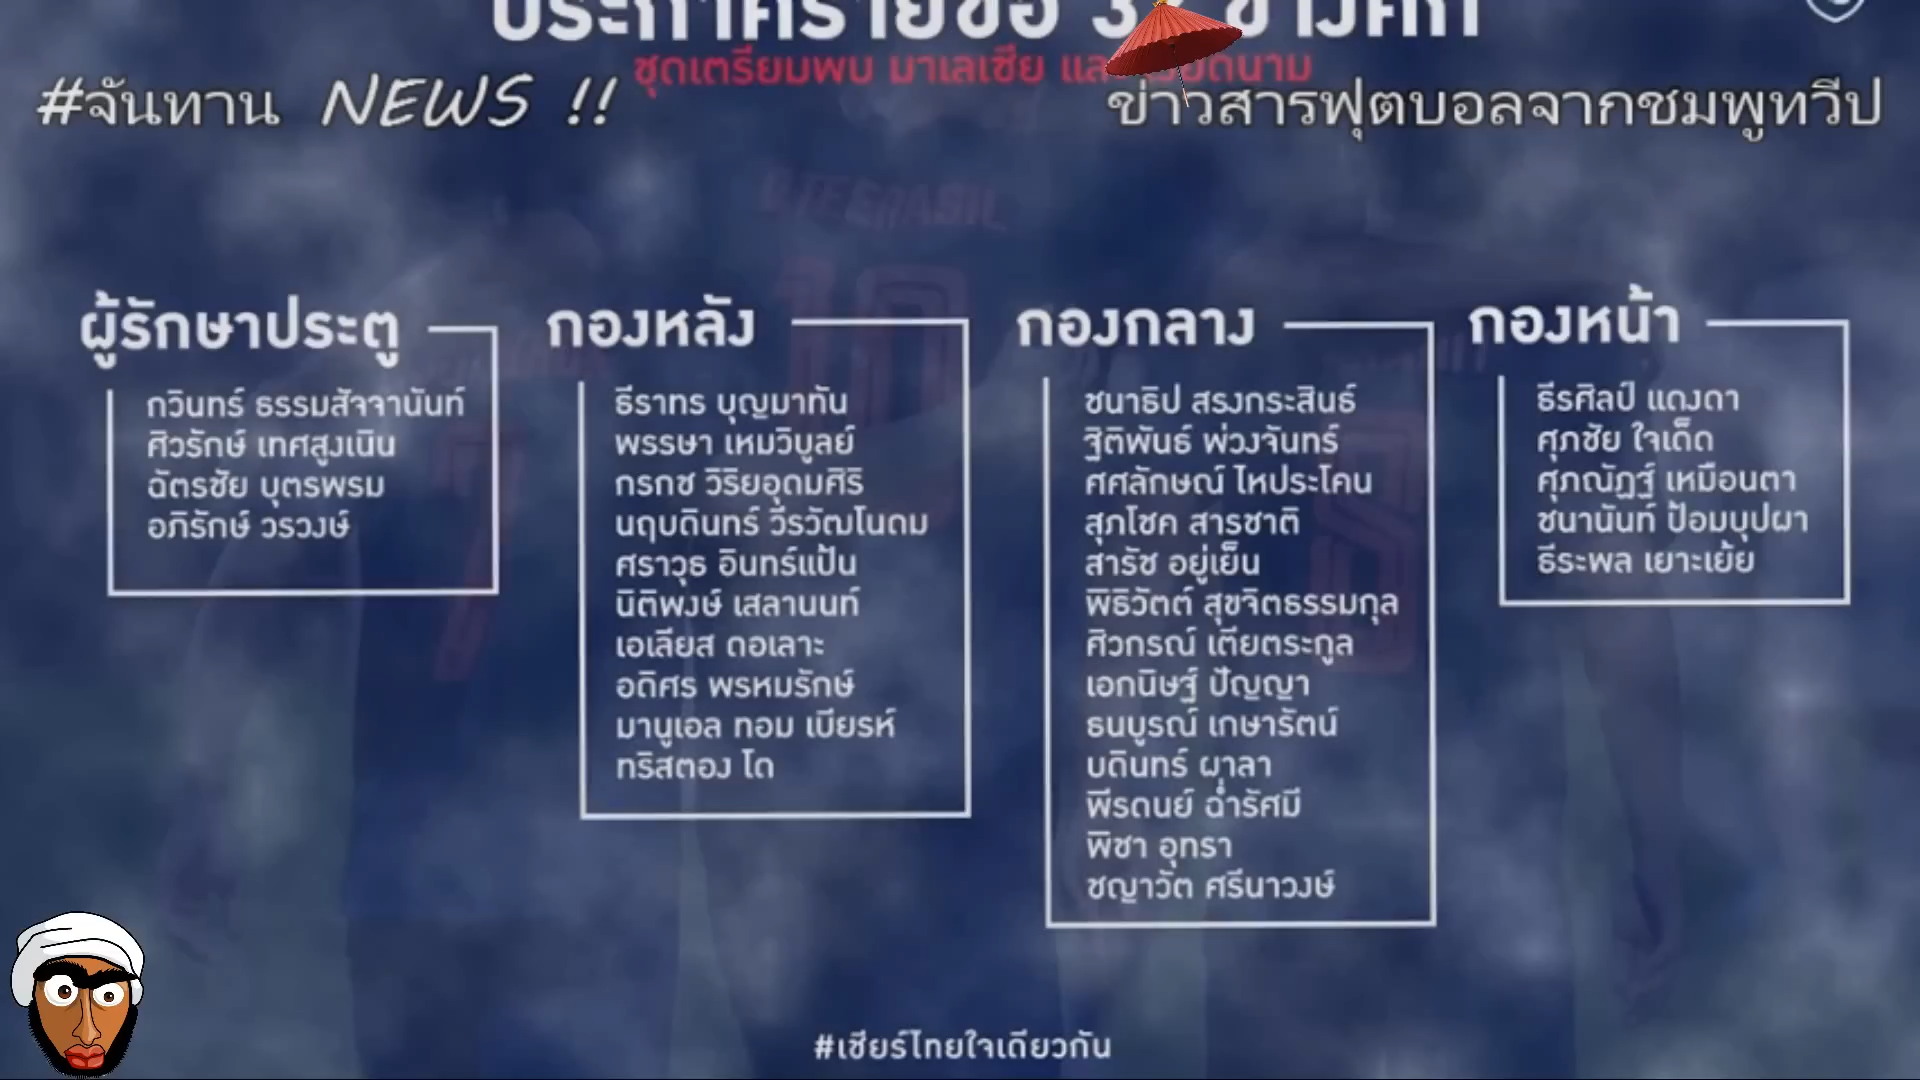 ประกาศรายชื่อ ช้างศึก
ชุดเตรียมพบ มาเลเซีย
#จันทาน NEWS !!
ข่าวสารฟุตบอลจากชมพูทวีป
ผู้รักษาประตู
กวินทร์ ธรรมสัจจานันท์
ศิวรักษ์ เทศสูงเนิน
ฉัตรชัย บุตรพรม
อภิรักษ์ วรวงษ์
กองหลัง
ธีราทร บุญมาทัน
พรรษา เหมวิบูลย์
กรกช วิริยอุดมศิริ
นฤบดินทร์ วีรวัฒโนดม
ศราวุธ อินทร์แป้น
นิติพงษ์ เสลานนท์
เอเลียส ดอเลาะ
อดิศร พรหมรักษ์
มานูเอล ทอม เบียรห์
ทริสตอง โด
กองกลาง
ชนาธิป สรงกระสินธ์
ฐิติพันธ์ พ่วงจันทร์
ศศลักษณ์ ไหประโคน
สุภโชค สารชาติ
สารัช อยู่เย็น
พิธิวัตต์ สุขจิตธรรมกุล
ศิวกรณ์ เตียตระกูล
เอกนิษฐ์ ปัญญา
ธนบูรณ์ เกษารัตน์
บดินทร์ ผาลา
พีรดนย์ ฉ่ำรัศมี
พิชา อุทรา
ชญาวัต ศรีนาวงษ์
กองหน้า
ธีรศิลป์ แดงดา
ศุภชัย ใจเด็ด
ศุภณัฏฐ์ เหมือนตา
ชนานันท์ ป้อมบุปผา
ธีระพล เยาะเย้ย
#เชียร์ไทยใจเดียวกัน